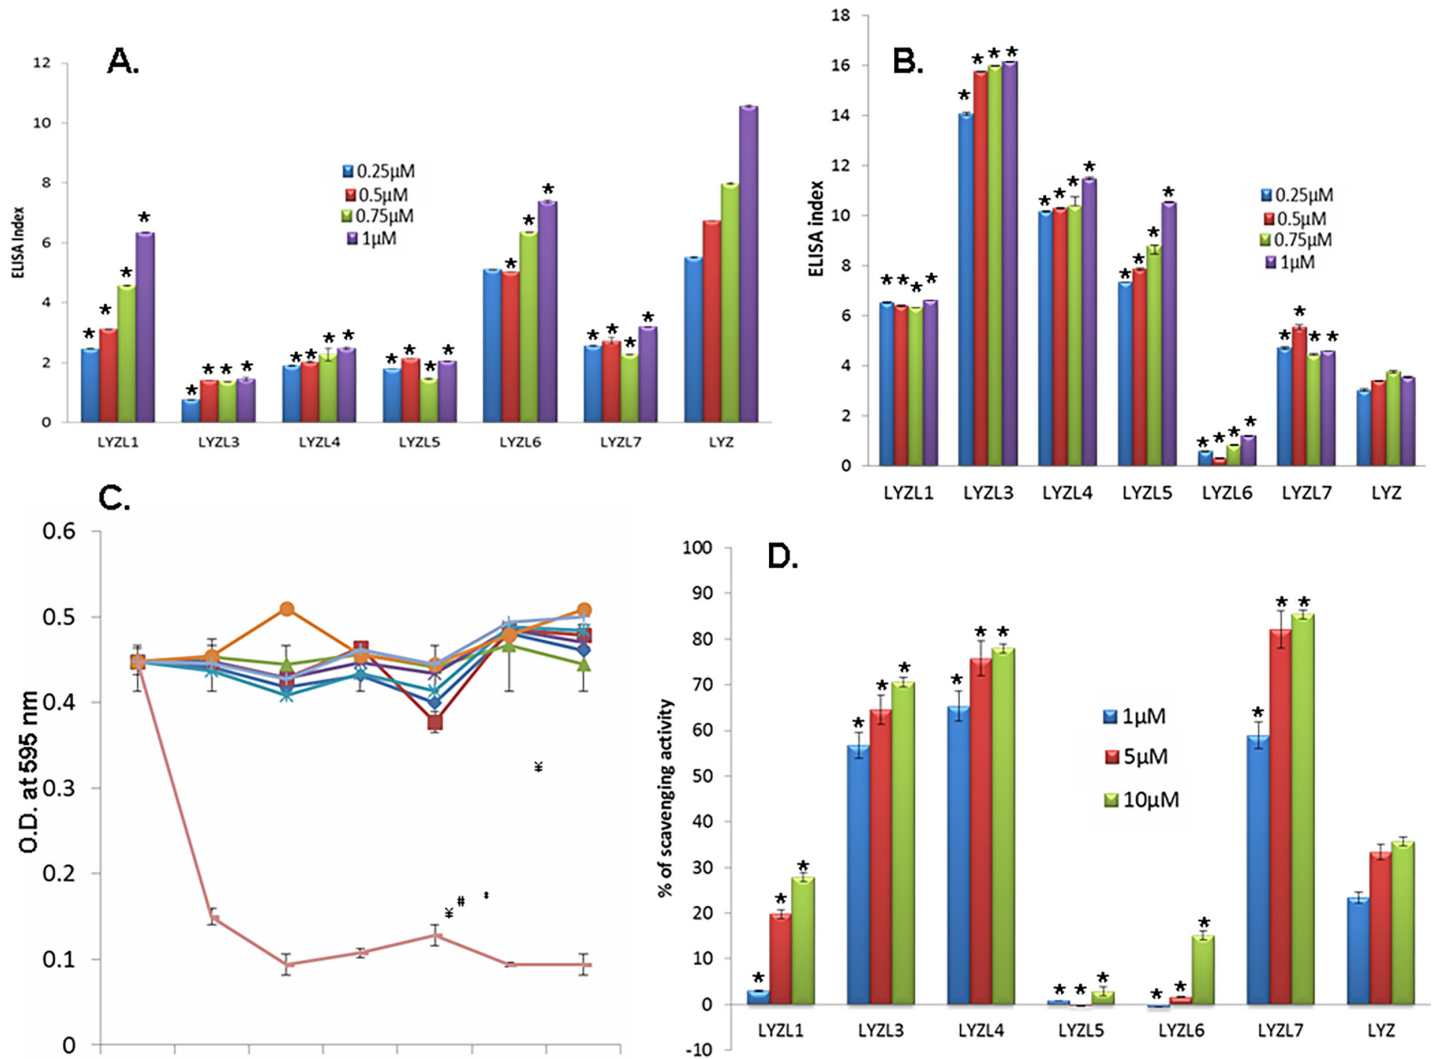 A.
12
10
8
6
4
2
0
ELISA index
0.25µM
0.5µM
0.75µM
1µM
* * * * * * * * * * * * * * * * * * * * * * *
LYZL1 LYZL3 LYZL4 LYZL5 LYZL6 LYZL7 LYZ
B.
18
16
14
12
10
8
6
4
2
0
ELISA index
0.25µM
0.5µM
0.75µM
1µM
* * * * * * * * * * * * * * * * * * * * * * * *
LYZL1 LYZL3 LYZL4 LYZL5 LYZL6 LYZL7 LYZ
C.
0.6
0.5
0.4
0.3
0.2
0.1
0
O.D. at 595 nm
¥
¥ #
D.
100
90
80
70
60
50
40
30
20
10
0
-10
% of scavenging activity
1µM
5µM
10µM
* * * * * * * * * * * * * * * * * *
LYZL1 LYZL3 LYZL4 LYZL5 LYZL6 LYZL7 LYZ